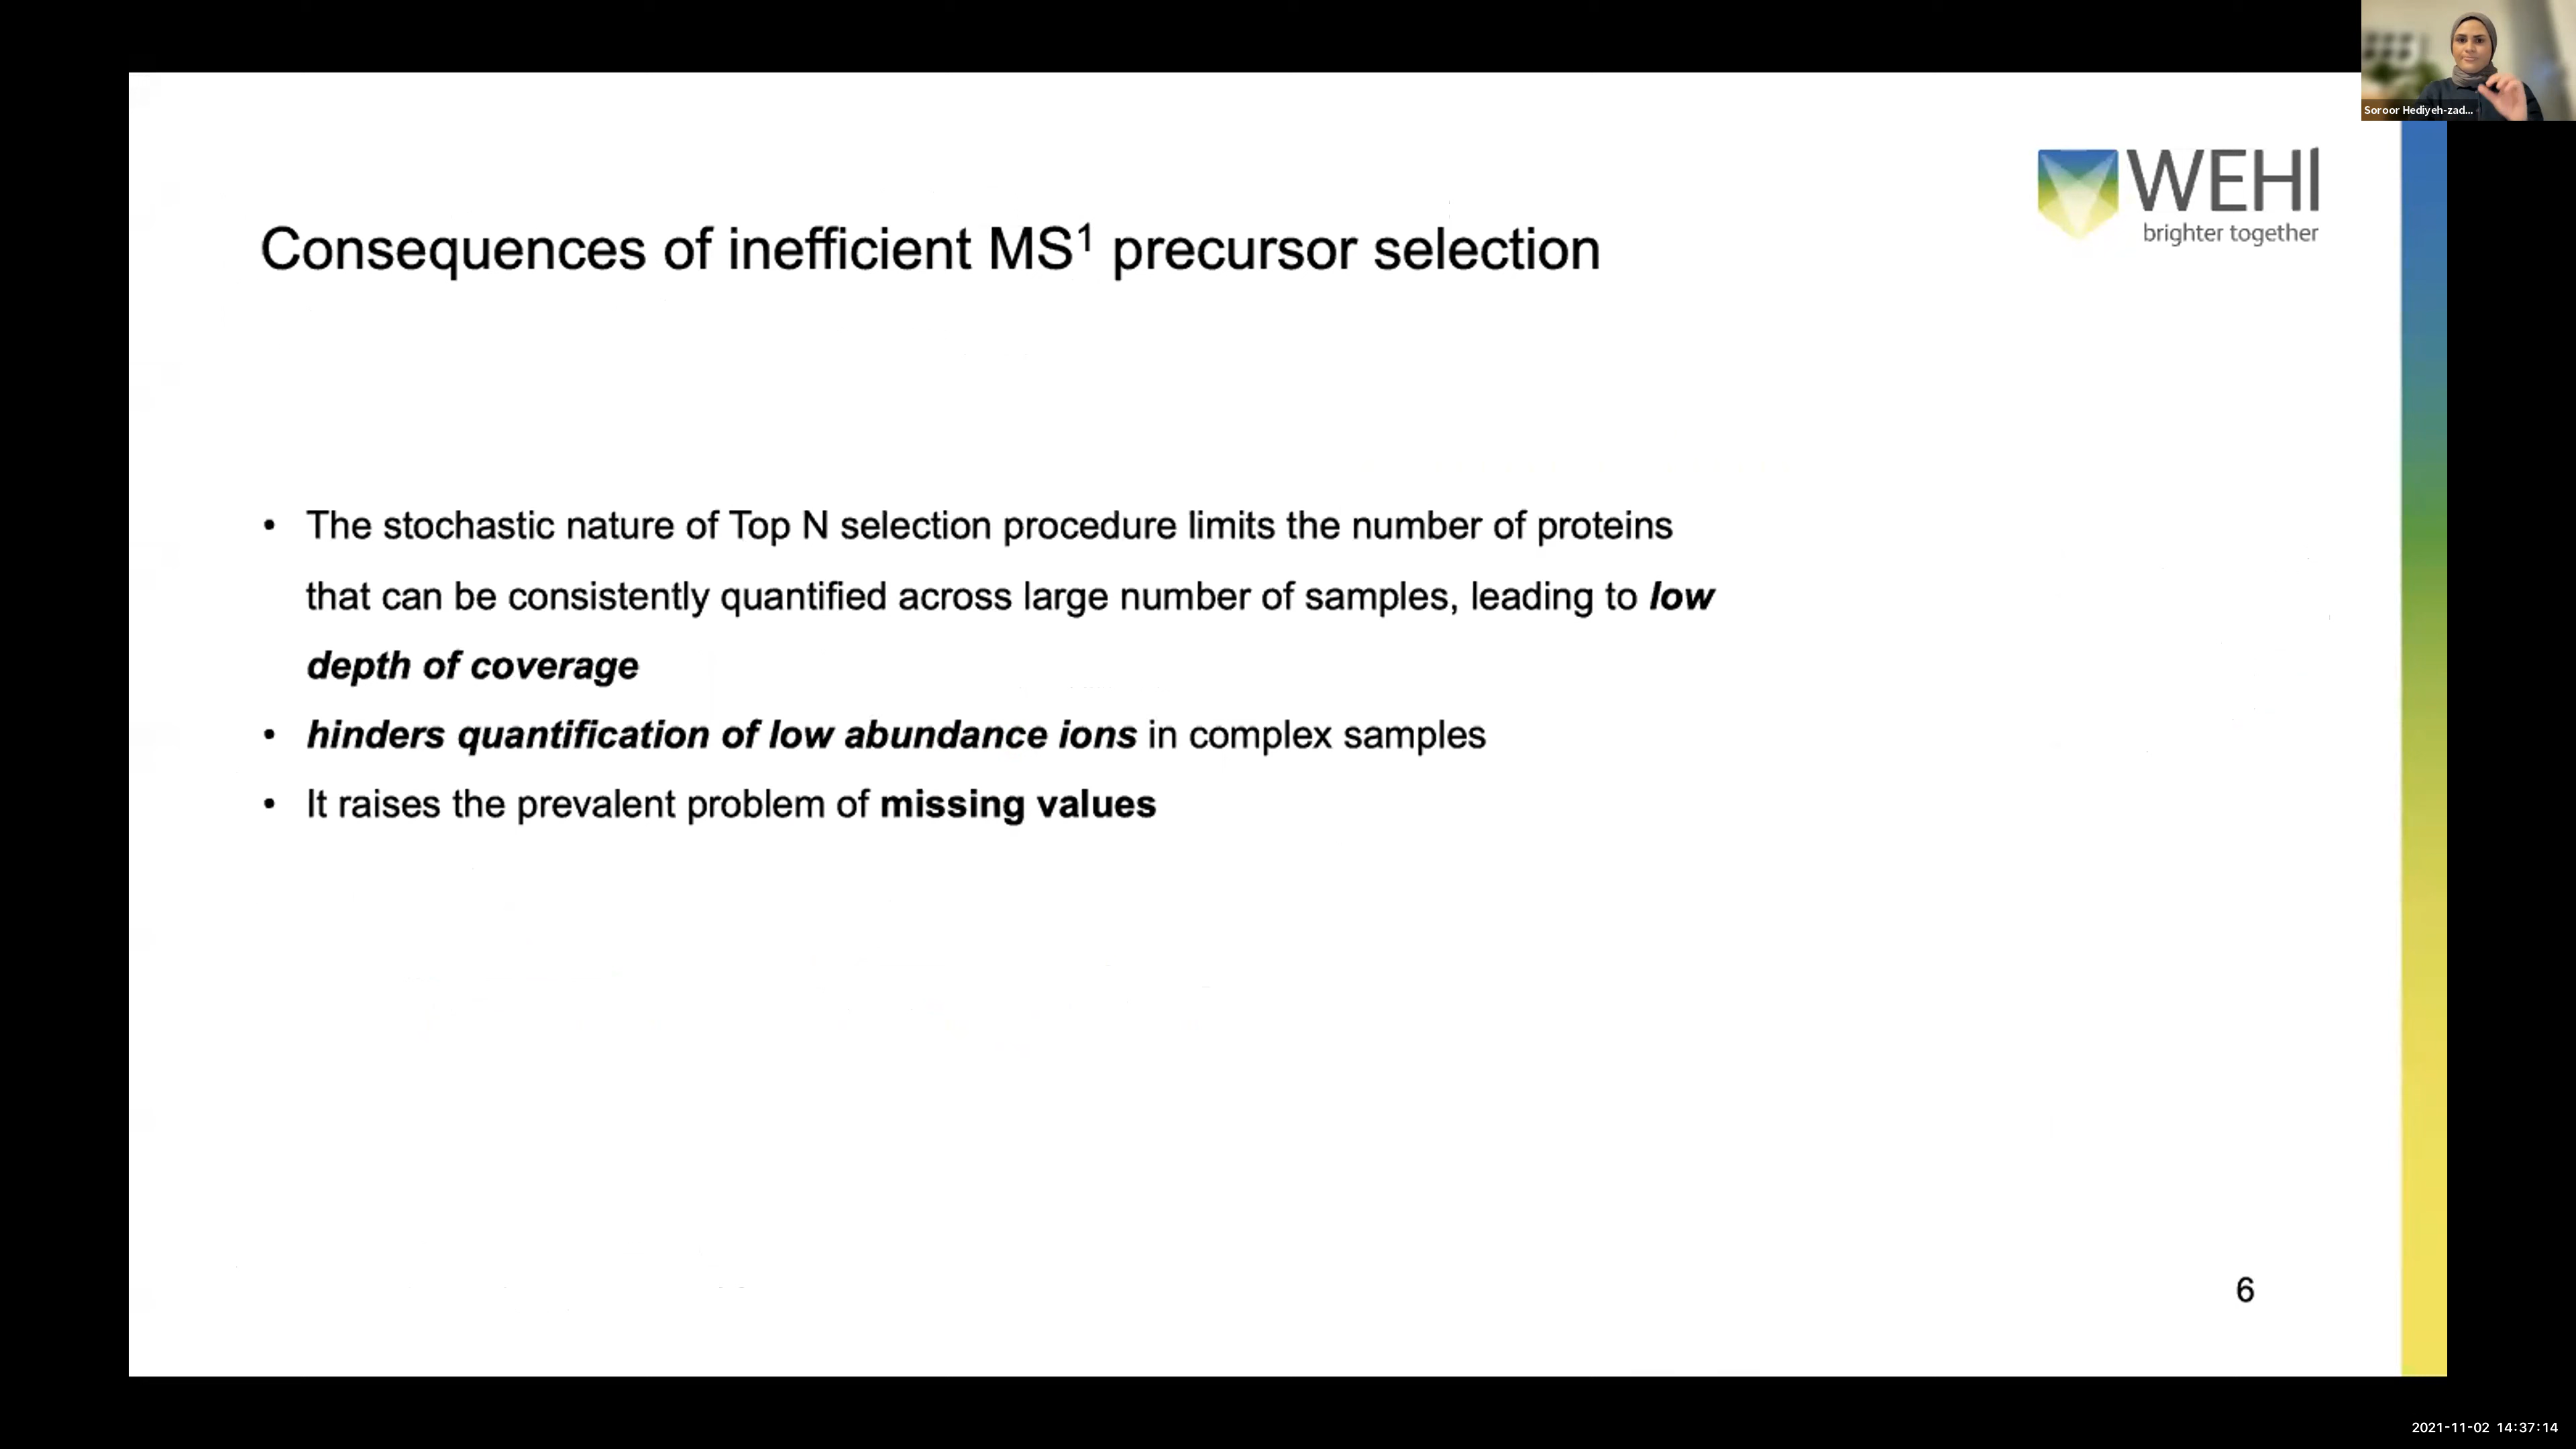 Soroor Hediyeh-zad...
WEHI
brighter together
Consequences of inefficient MS¹ precursor selection
• The stochastic nature of Top N selection procedure limits the number of proteins
that can be consistently quantified across large number of samples, leading to low
depth of coverage
• hinders quantification of low abundance ions in complex samples
• It raises the prevalent problem of missing values
6
2021-11-02 14:37:14